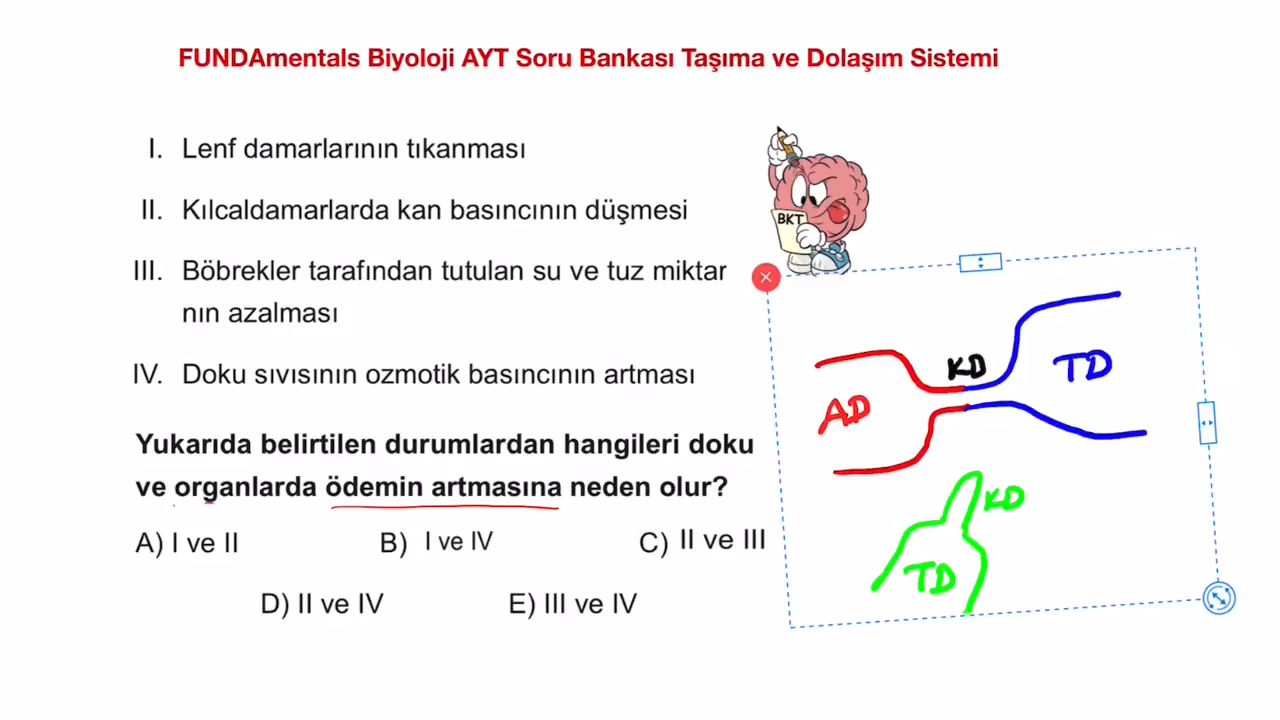 FUNDAmentals Biyoloji AYT Soru Bankası Taşıma ve Dolaşım Sistemi
I. Lenf damarlarının tıkanması
II. Kılcaldamarlarda kan basıncının düşmesi
III. Böbrekler tarafından tutulan su ve tuz miktar
nın azalması
IV. Doku sıvısının ozmotik basıncının artması
Yukarıda belirtilen durumlardan hangileri doku
ve organlarda ödemin artmasına neden olur?
A) I ve II B) I ve IV C) II ve III
D) II ve IV E) III ve IV
BKT
KD
TD
AD
KD
TD